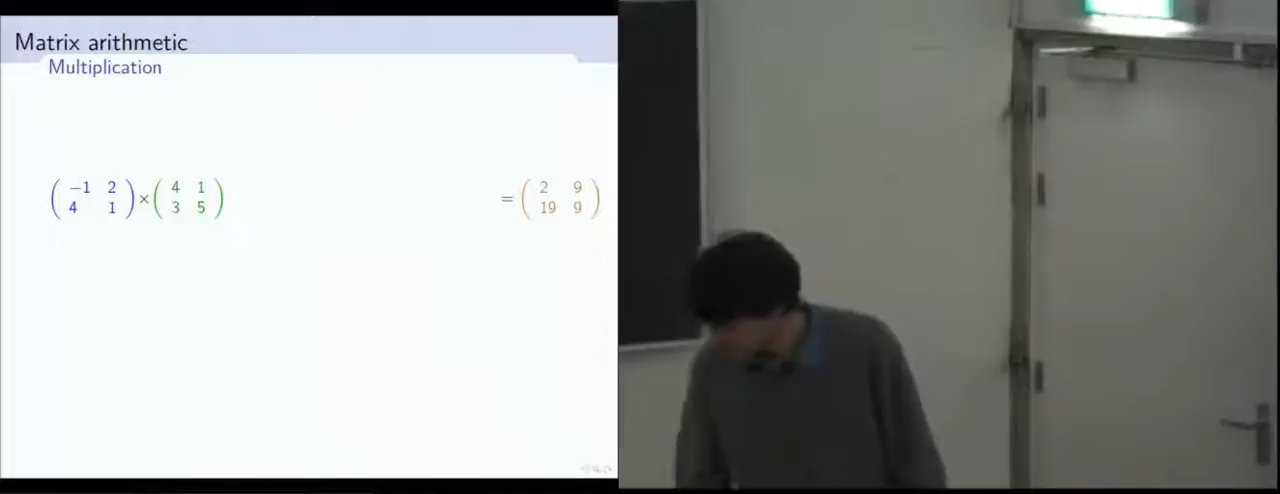 Matrix arithmetic
Multiplication
( −1 2 ) × ( 4 1 ) = ( 2 9 )
( 4 1 ) ( 3 5 ) ( 19 9 )